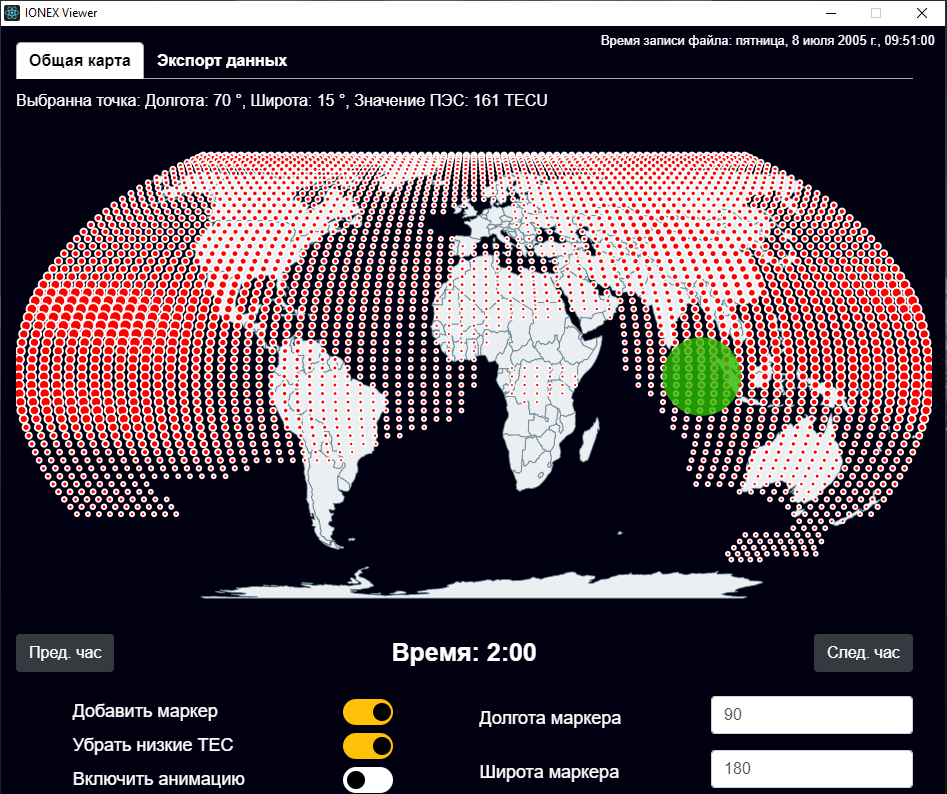 IONEX Viewer
Время записи файла: пятница, 8 июля 2005 г., 09:51:00
Общая карта
Экспорт данных
Выбранна точка: Долгота: 70 °, Широта: 15 °, Значение ПЭС: 161 TECU
Пред. час
Время: 2:00
След. час
Добавить маркер
Долгота маркера
90
Убрать низкие TEC
Включить анимацию
Широта маркера
180